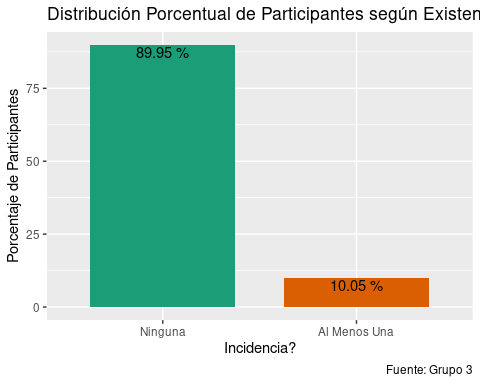 Distribución Porcentual de Participantes según Existen
89.95 %
10.05 %
75
50
25
0
Porcentaje de Participantes
Ninguna
Al Menos Una
Incidencia?
Fuente: Grupo 3